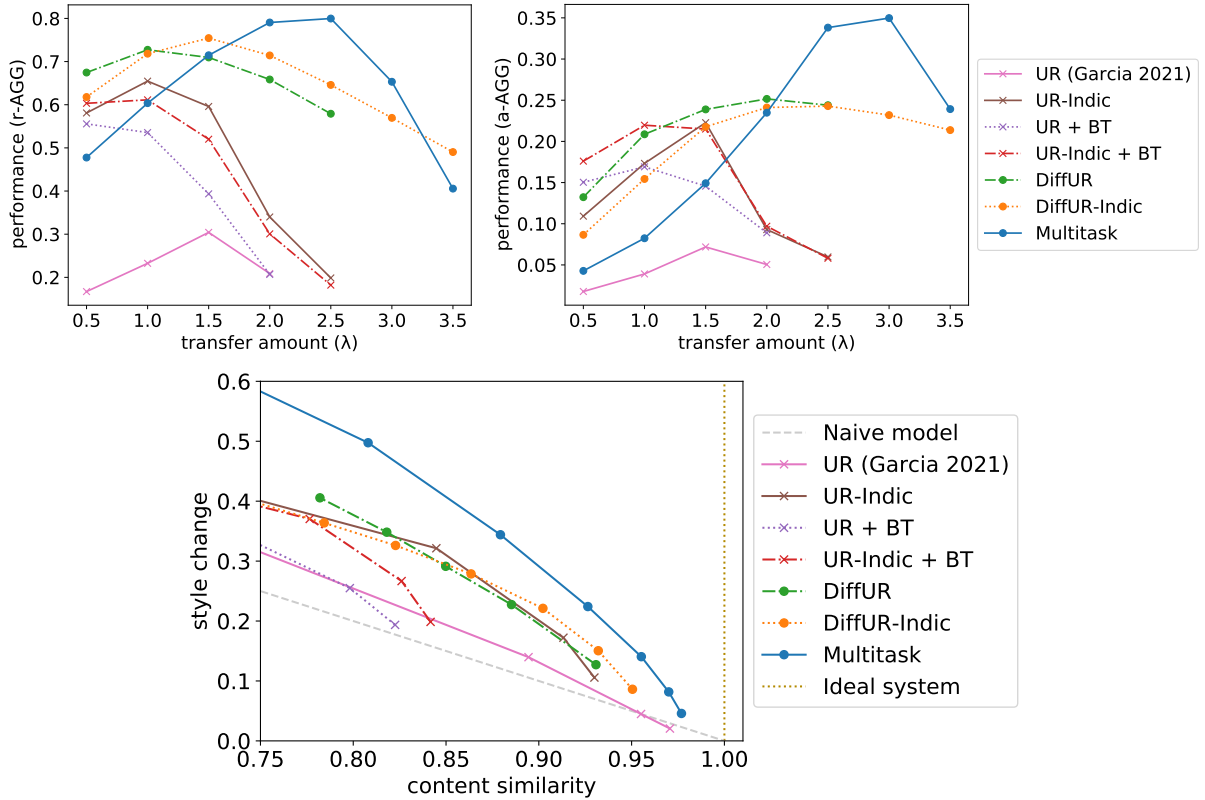 performance (r-AGG)
0.8
0.7
0.6
0.5
0.4
0.3
0.2
0.5 1.0 1.5 2.0 2.5 3.0 3.5
transfer amount (λ)
performance (a-AGG)
0.35
0.30
0.25
0.20
0.15
0.10
0.05
0.5 1.0 1.5 2.0 2.5 3.0 3.5
transfer amount (λ)
UR (Garcia 2021)
UR-Indic
UR + BT
UR-Indic + BT
DiffUR
DiffUR-Indic
Multitask
style change
0.6
0.5
0.4
0.3
0.2
0.1
0.0
0.75 0.80 0.85 0.90 0.95 1.00
content similarity
Naive model
UR (Garcia 2021)
UR-Indic
UR + BT
UR-Indic + BT
DiffUR
DiffUR-Indic
Multitask
Ideal system